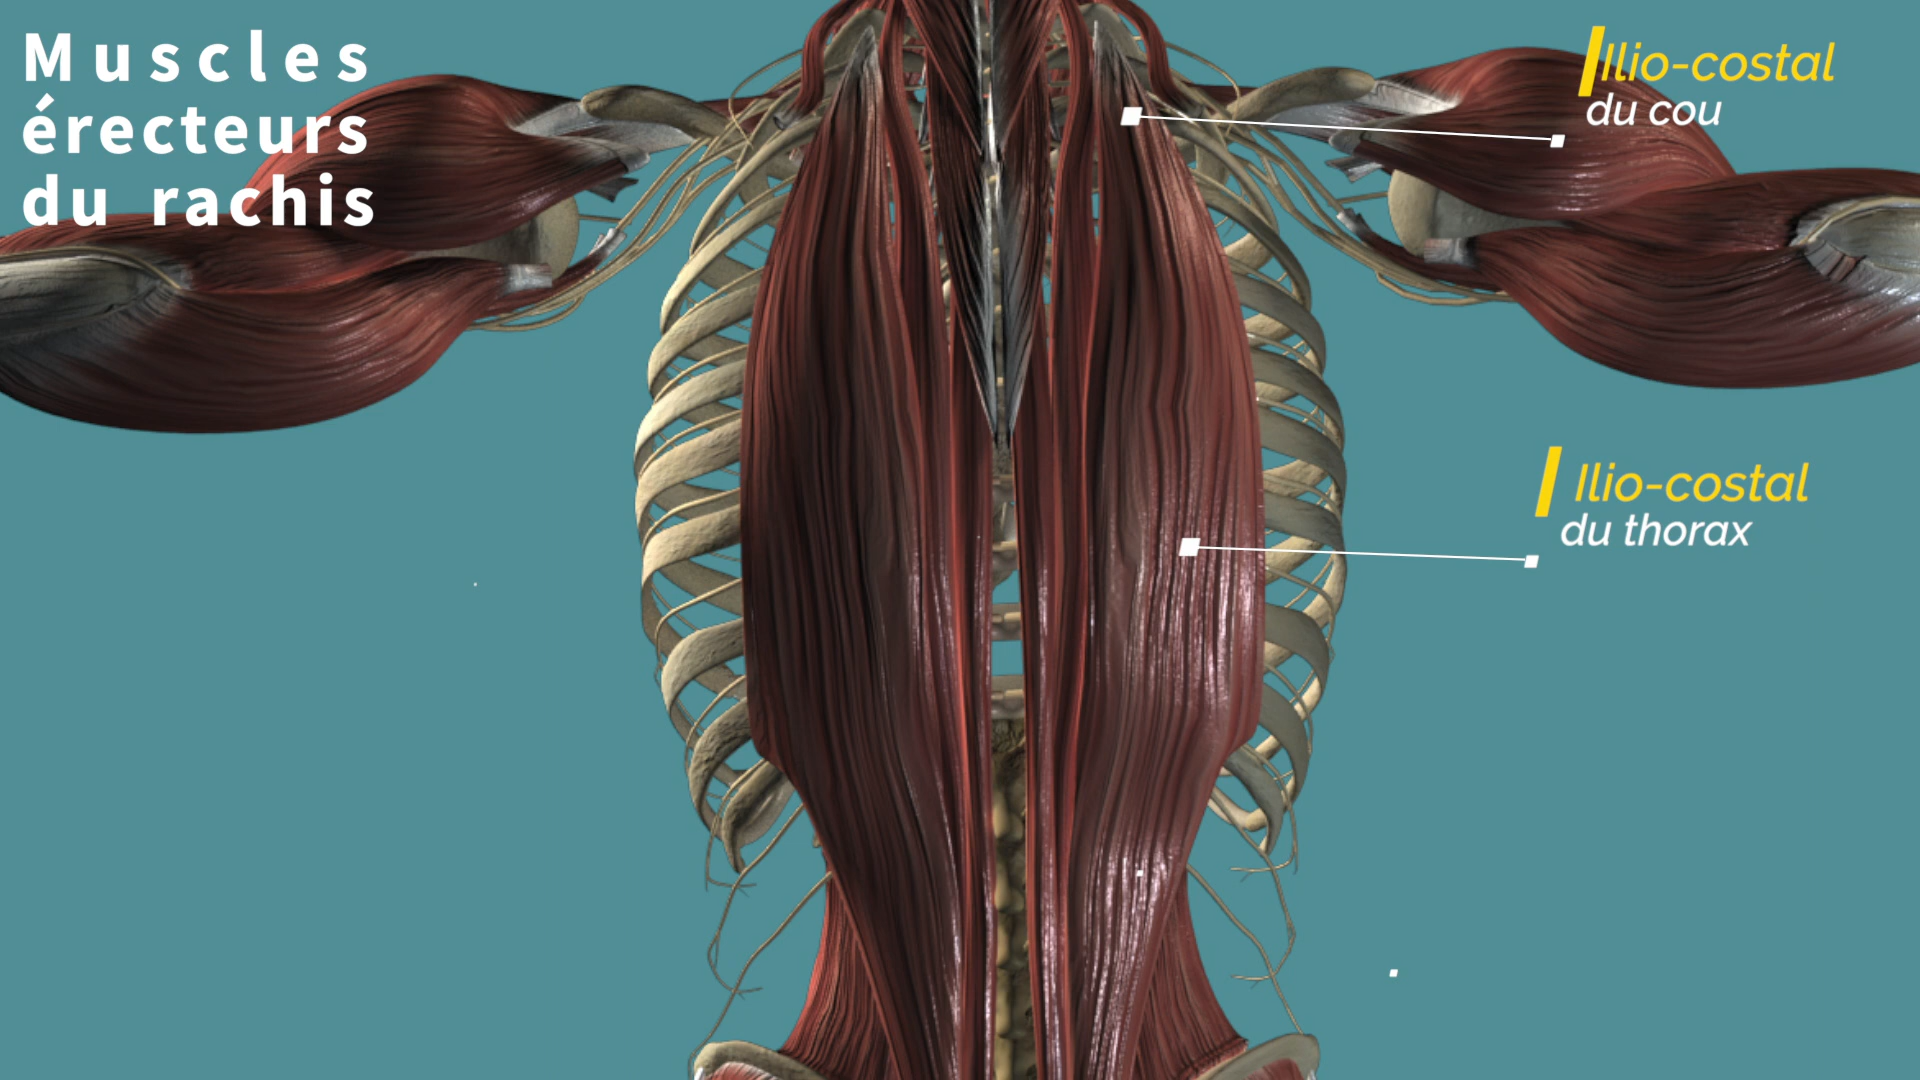 Muscles
érecteurs
du rachis
Ilio-costal
du cou
Ilio-costal
du thorax